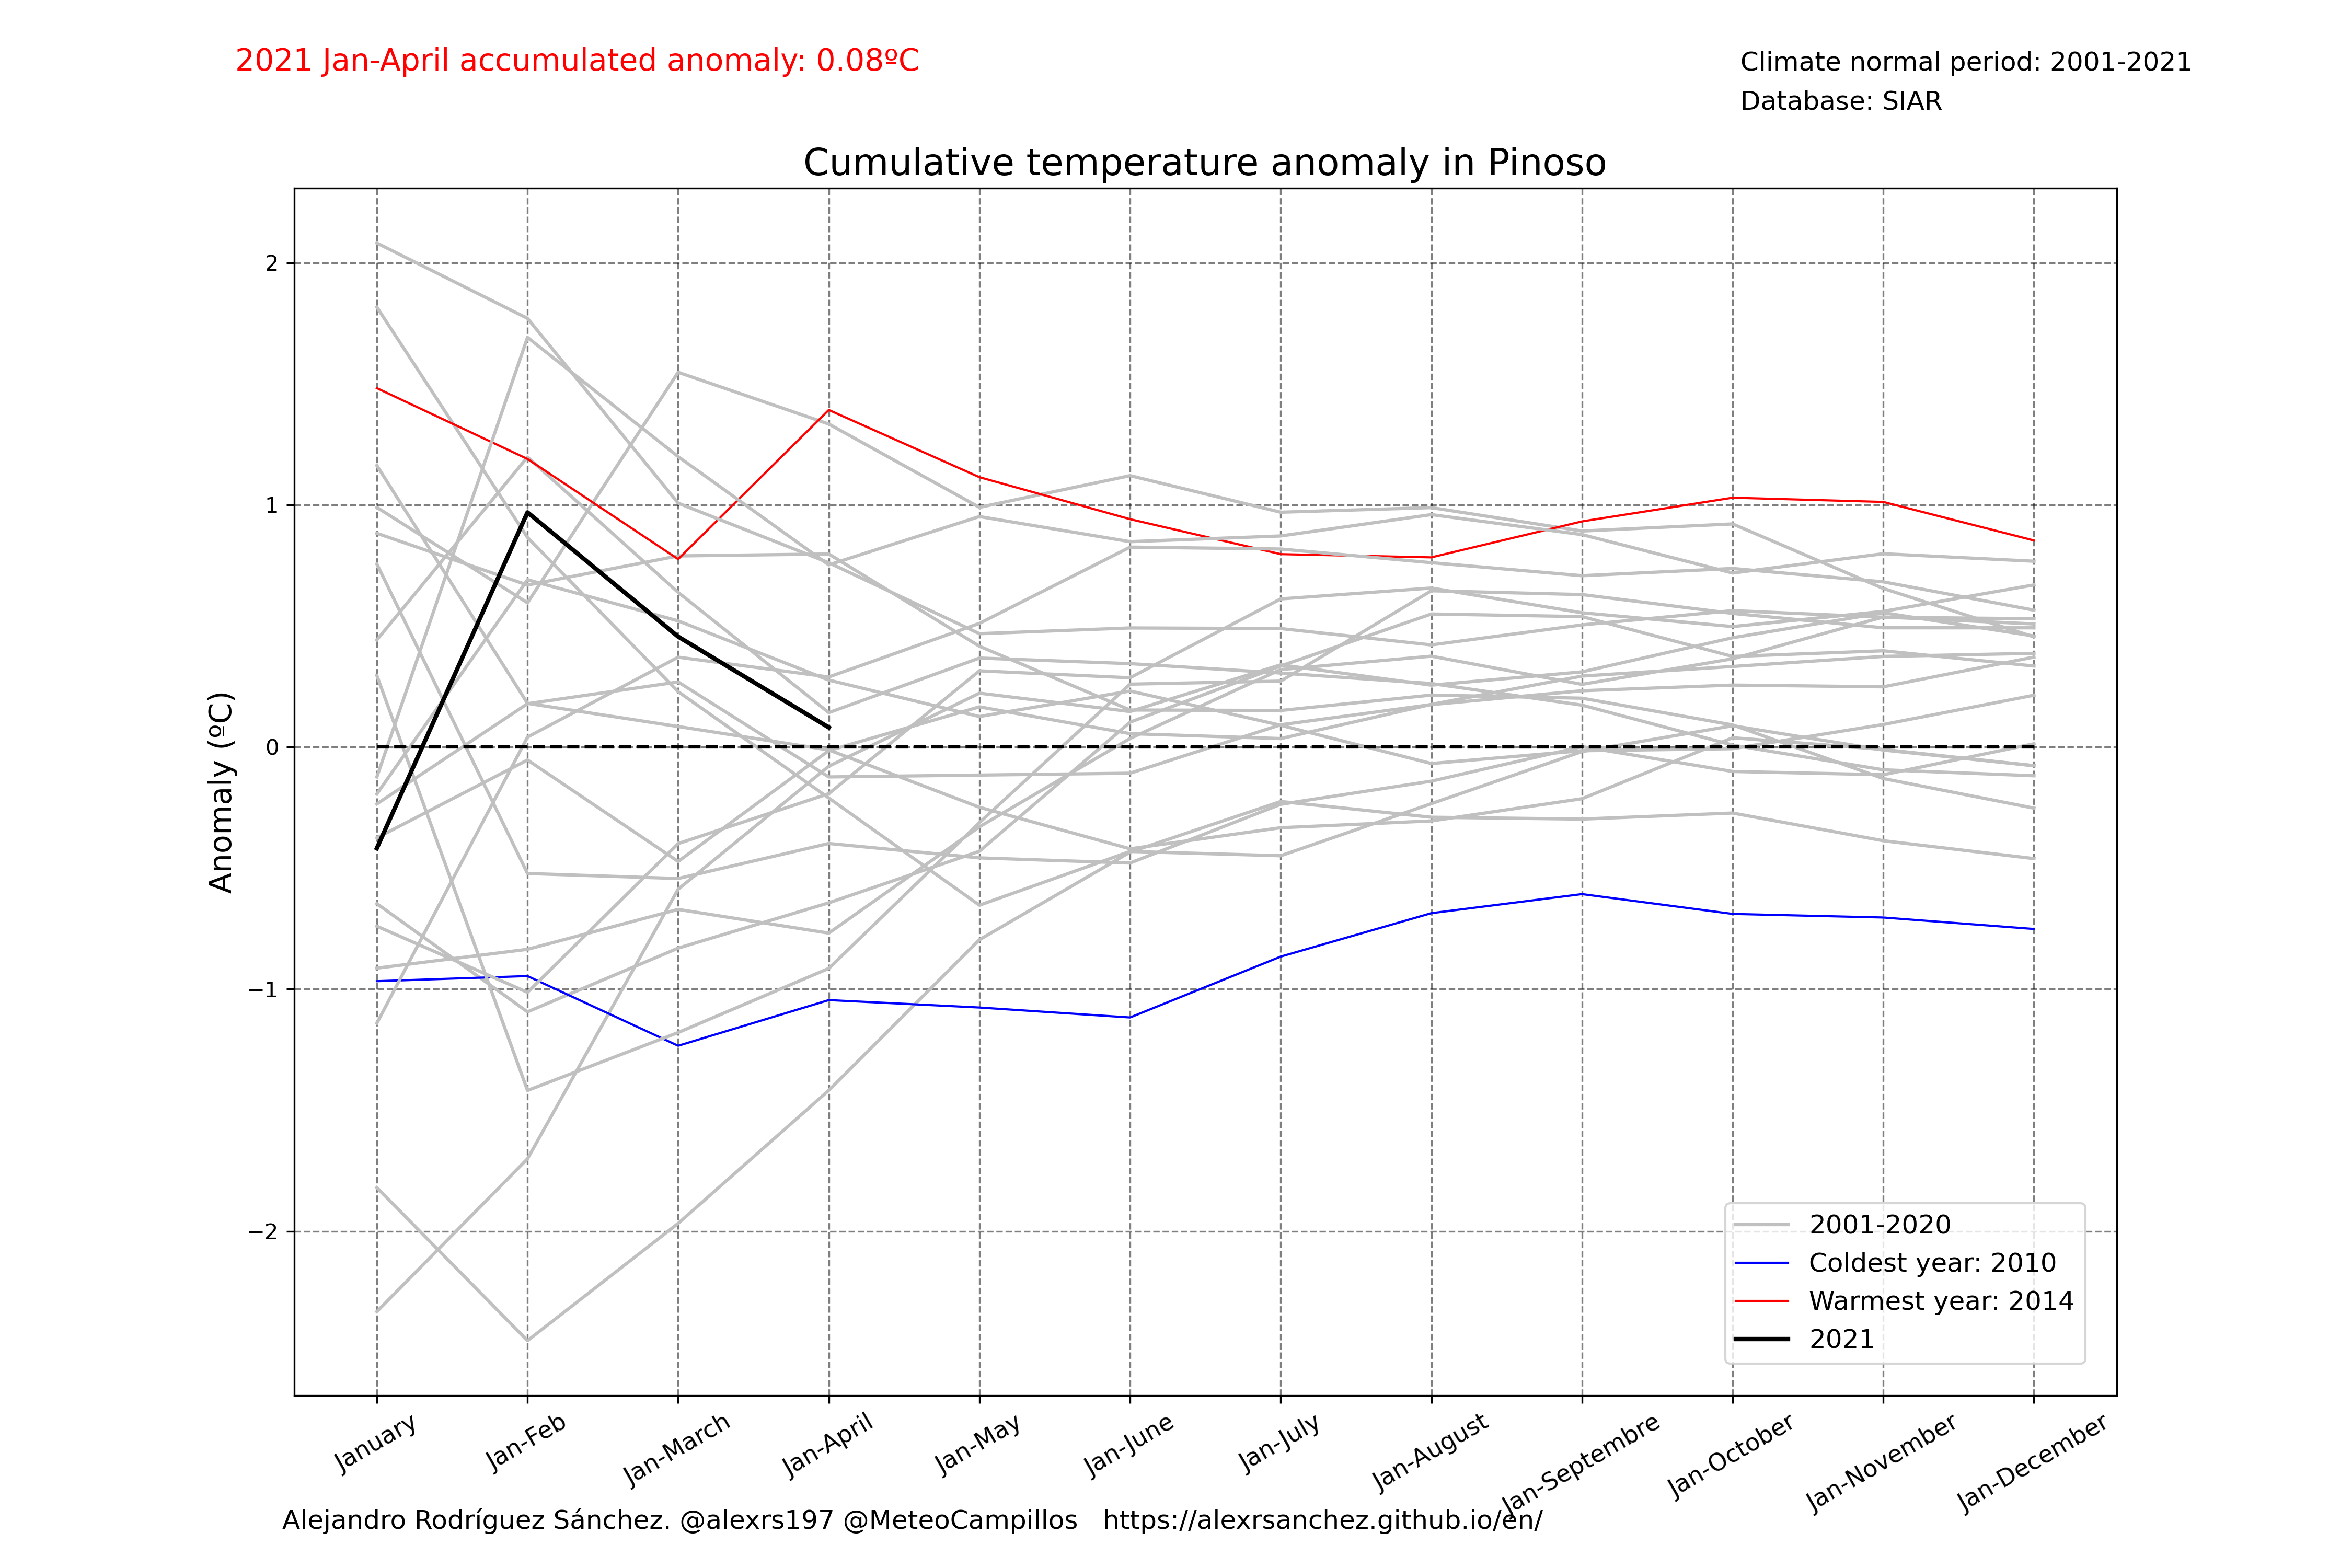 2021 Jan-April accumulated anomaly: 0.08ºC
Climate normal period: 2001-2021
Database: SIAR
Cumulative temperature anomaly in Pinoso
Anomaly (ºC)
2
1
0
−1
−2
2001-2020
Coldest year: 2010
Warmest year: 2014
2021
January
Jan-Feb
Jan-March
Jan-April
Jan-May
Jan-June
Jan-July
Jan-August
Jan-Septembre
Jan-October
Jan-November
Jan-December
Alejandro Rodríguez Sánchez. @alexrs197 @MeteoCampillos   https://alexrsanchez.github.io/en/